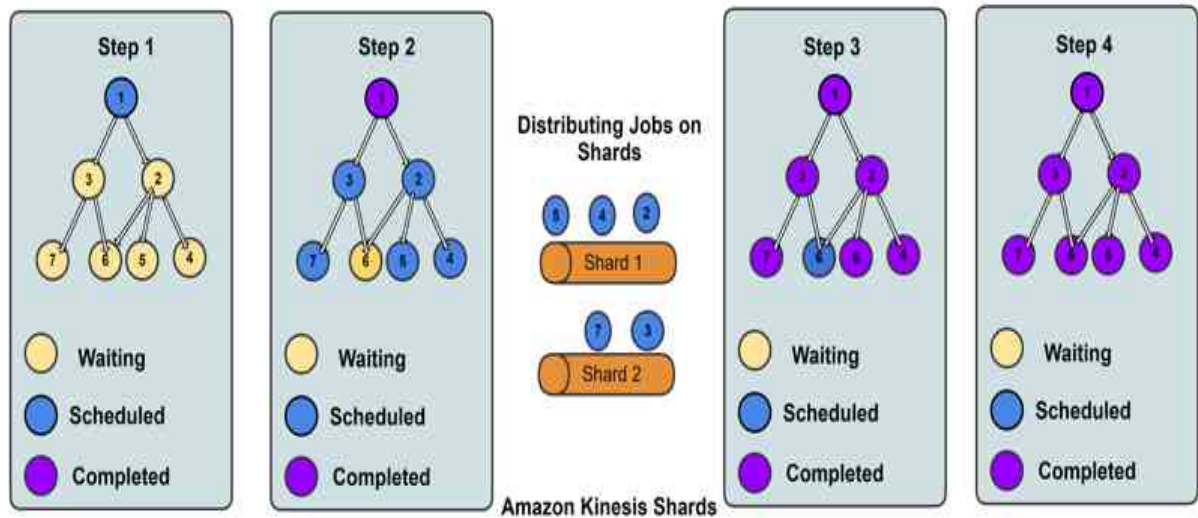 Step 1
1
3 2
7 6 5 4
Waiting
Scheduled
Completed
Step 2
1
3 2
7 6 5 4
Waiting
Scheduled
Completed
Distributing Jobs on
Shards
5 4 2
Shard 1
7 3
Shard 2
Amazon Kinesis Shards
Step 3
1
3 2
7 6 5 4
Waiting
Scheduled
Completed
Step 4
1
3 2
7 6 5 4
Waiting
Scheduled
Completed